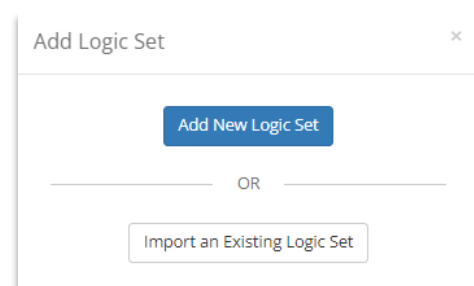 Add Logic Set ×
Add New Logic Set
OR
Import an Existing Logic Set